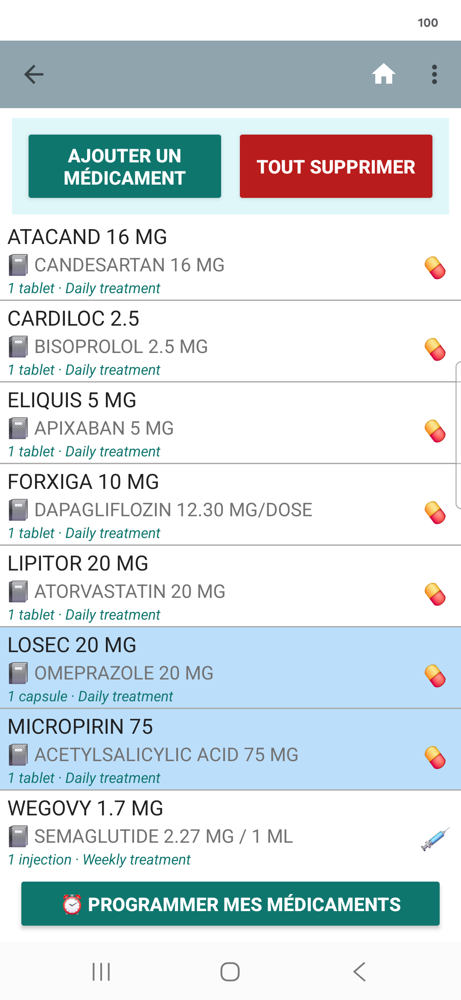 100
AJOUTER UN
MÉDICAMENT
TOUT SUPPRIMER
ATACAND 16 MG
CANDESARTAN 16 MG
1 tablet · Daily treatment
CARDILOC 2.5
BISOPROLOL 2.5 MG
1 tablet · Daily treatment
ELIQUIS 5 MG
APIXABAN 5 MG
1 tablet · Daily treatment
FORXIGA 10 MG
DAPAGLIFLOZIN 12.30 MG/DOSE
1 tablet · Daily treatment
LIPITOR 20 MG
ATORVASTATIN 20 MG
1 tablet · Daily treatment
LOSEC 20 MG
OMEPRAZOLE 20 MG
1 capsule · Daily treatment
MICROPIRIN 75
ACETYLSALICYLIC ACID 75 MG
1 tablet · Daily treatment
WEGOVY 1.7 MG
SEMAGLUTIDE 2.27 MG / 1 ML
1 injection · Weekly treatment
PROGRAMMER MES MÉDICAMENTS